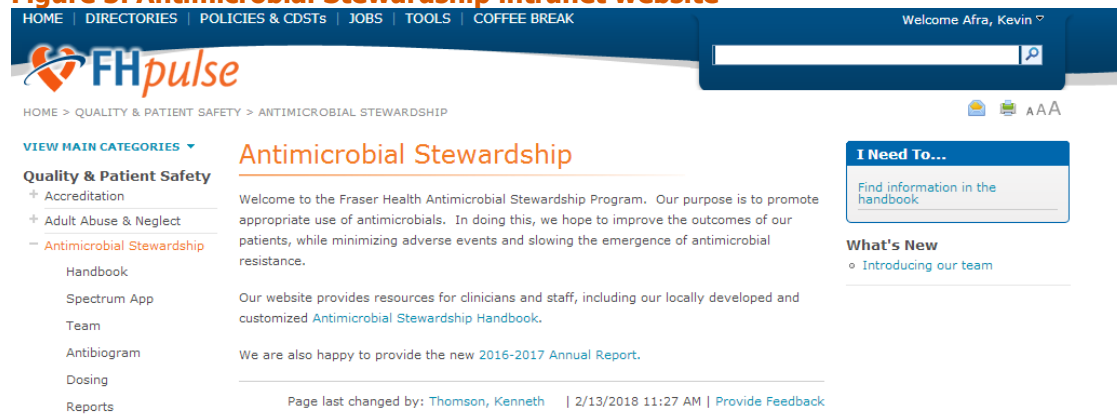 Figure 3: Antimicrobial Stewardship intranet website
HOME | DIRECTORIES | POLICIES & CDSTs | JOBS | TOOLS | COFFEE BREAK
Welcome Afra, Kevin
FHpulse
HOME > QUALITY & PATIENT SAFETY > ANTIMICROBIAL STEWARDSHIP
AAA
VIEW MAIN CATEGORIES
Quality & Patient Safety
Accreditation
Adult Abuse & Neglect
Antimicrobial Stewardship
Handbook
Spectrum App
Team
Antibiogram
Dosing
Reports
Antimicrobial Stewardship
Welcome to the Fraser Health Antimicrobial Stewardship Program. Our purpose is to promote
appropriate use of antimicrobials. In doing this, we hope to improve the outcomes of our
patients, while minimizing adverse events and slowing the emergence of antimicrobial
resistance.
Our website provides resources for clinicians and staff, including our locally developed and
customized Antimicrobial Stewardship Handbook.
We are also happy to provide the new 2016-2017 Annual Report.
Page last changed by: Thomson, Kenneth | 2/13/2018 11:27 AM | Provide Feedback
I Need To...
Find information in the
handbook
What's New
Introducing our team